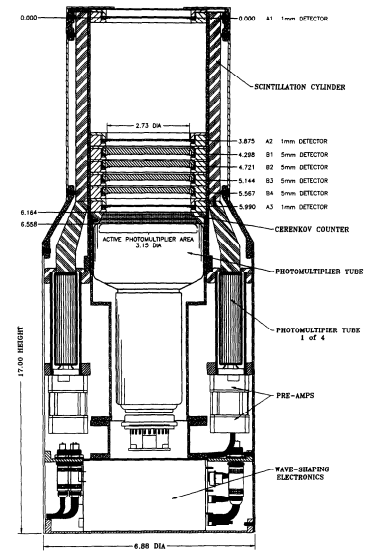 0.000
0.000 A1 1mm DETECTOR
SCINTILLATION CYLINDER
2.73 DIA
3.875 A2 1mm DETECTOR
4.298 B1 5mm DETECTOR
4.721 B2 5mm DETECTOR
5.144 B3 5mm DETECTOR
5.567 B4 5mm DETECTOR
5.990 A3 1mm DETECTOR
6.164
6.558
CERENKOV COUNTER
ACTIVE PHOTOMULTIPLIER AREA
3.15 DIA
PHOTOMULTIPLIER TUBE
PHOTOMULTIPIER TUBE
1 of 4
17.00 HEIGHT
PRE-AMPS
WAVE-SHAPING
ELECTRONICS
6.88 DIA